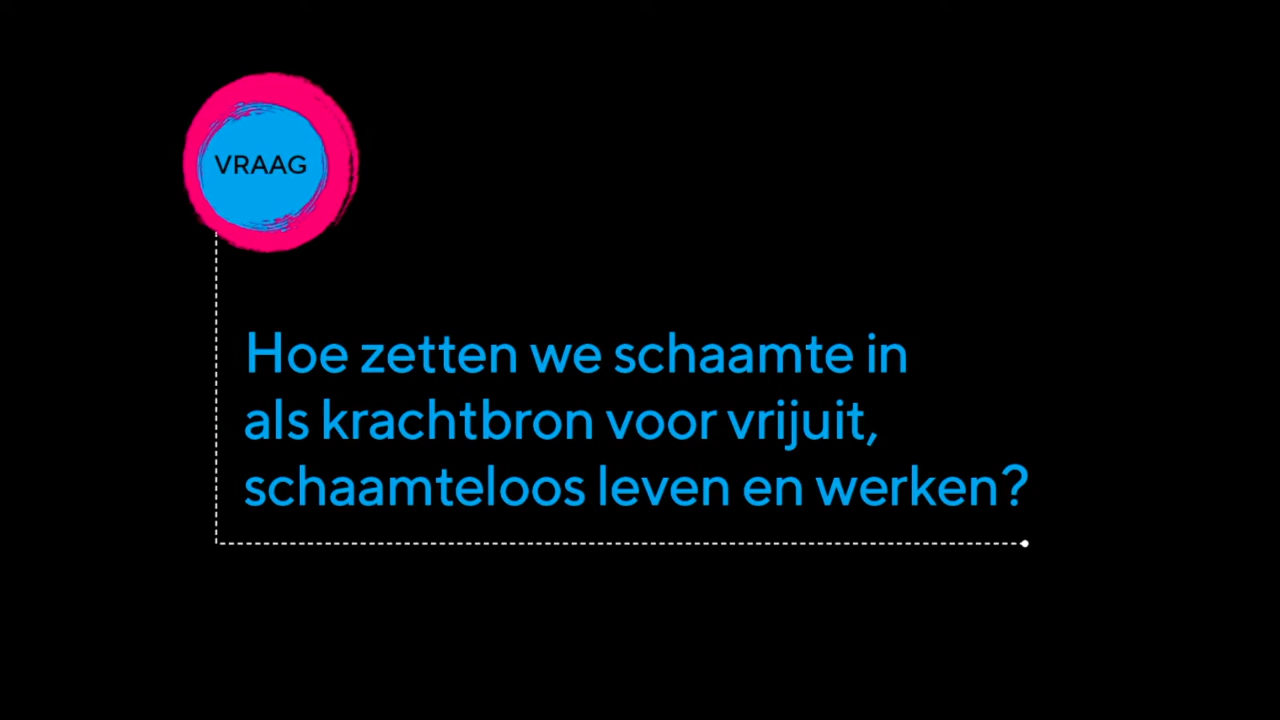 VRAAG
Hoe zetten we schaamte in
als krachtbron voor vrijuit,
schaamteloos leven en werken?